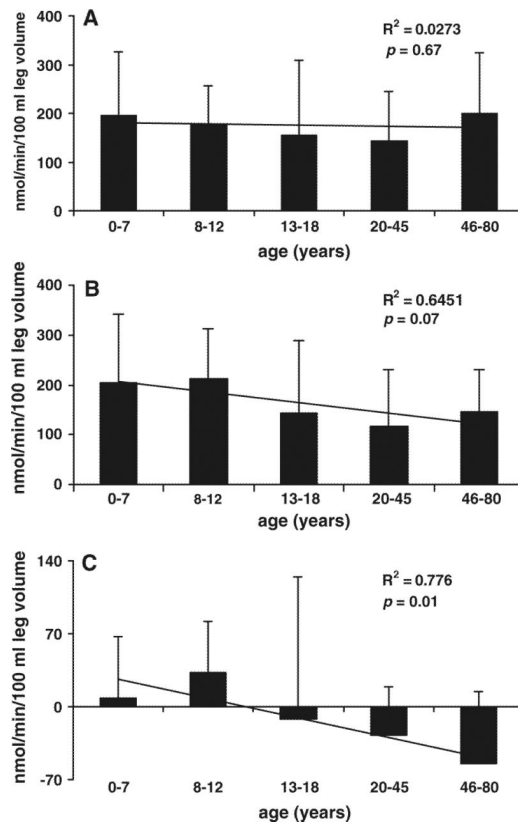 A
R² = 0.0273
p = 0.67
nmol/min/100 ml leg volume
400
300
200
100
0
0-7 8-12 13-18 20-45 46-80
age (years)
B
R² = 0.6451
p = 0.07
nmol/min/100 ml leg volume
400
300
200
100
0
0-7 8-12 13-18 20-45 46-80
age (years)
C
R² = 0.776
p = 0.01
nmol/min/100 ml leg volume
140
70
0
-70
0-7 8-12 13-18 20-45 46-80
age (years)